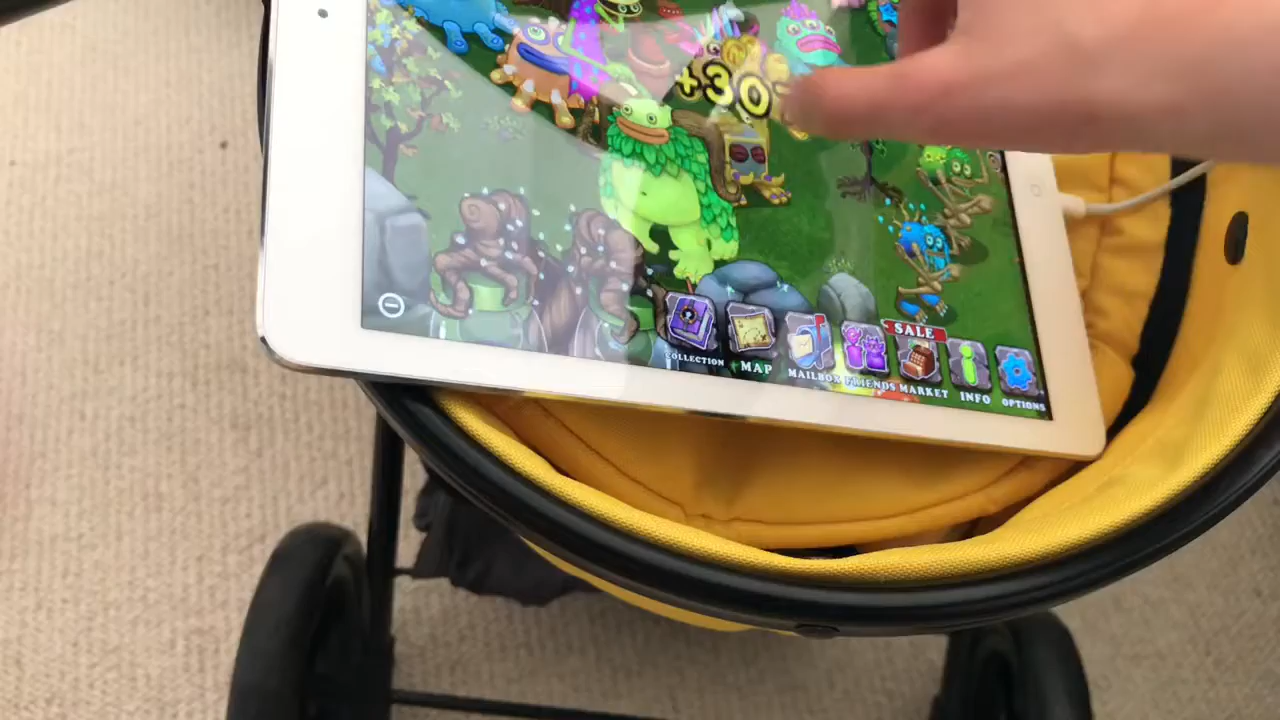 +30
SALE
COLLECTION
MAP
MAILBOX
FRIENDS
MARKET
INFO
OPTIONS